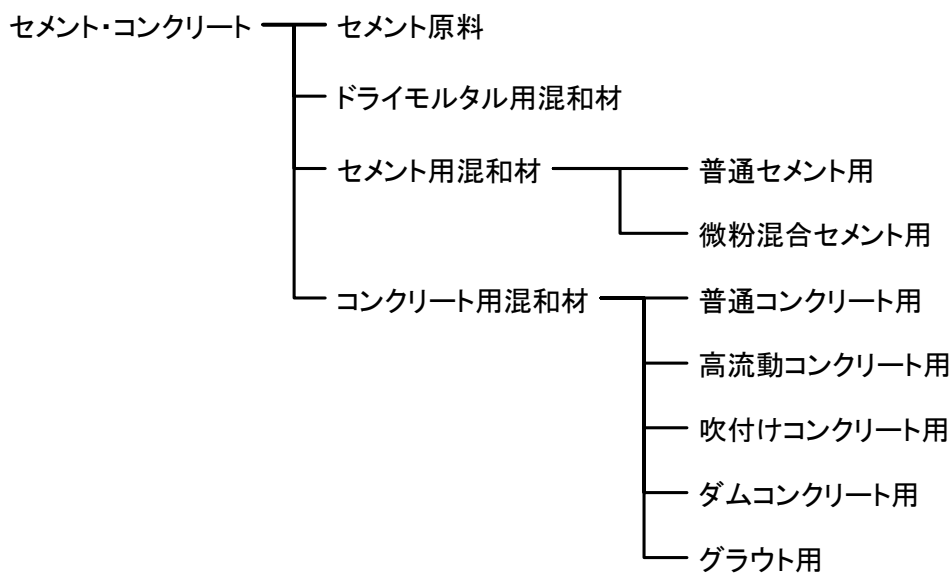 セメント・コンクリート
セメント原料
ドライモルタル用混和材
セメント用混和材
普通セメント用
微粉混合セメント用
コンクリート用混和材
普通コンクリート用
高流動コンクリート用
吹付けコンクリート用
ダムコンクリート用
グラウト用